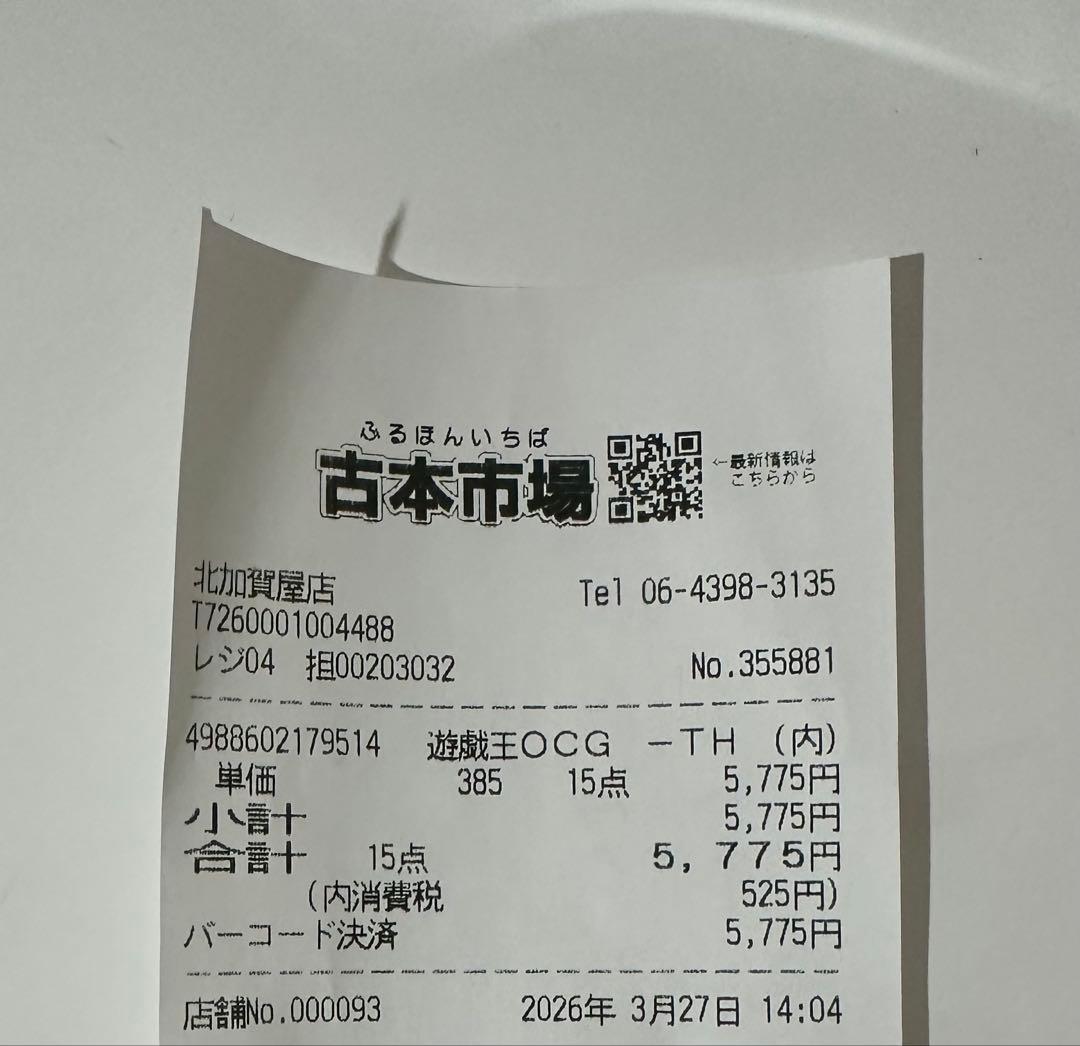 ふるほんいちば
古本市場
←最新情報は
こちらから
北加賀屋店 Tel 06-4398-3135
T7260001004488
レジ04 担00203032 No.355881
4988602179514 遊戯王OCG -TH (内)
単価 385 15点 5,775円
小計 5,775円
合計 15点 5,775円
(内消費税 525円)
バーコード決済 5,775円
店舗No.000093 2026年 3月27日 14:04